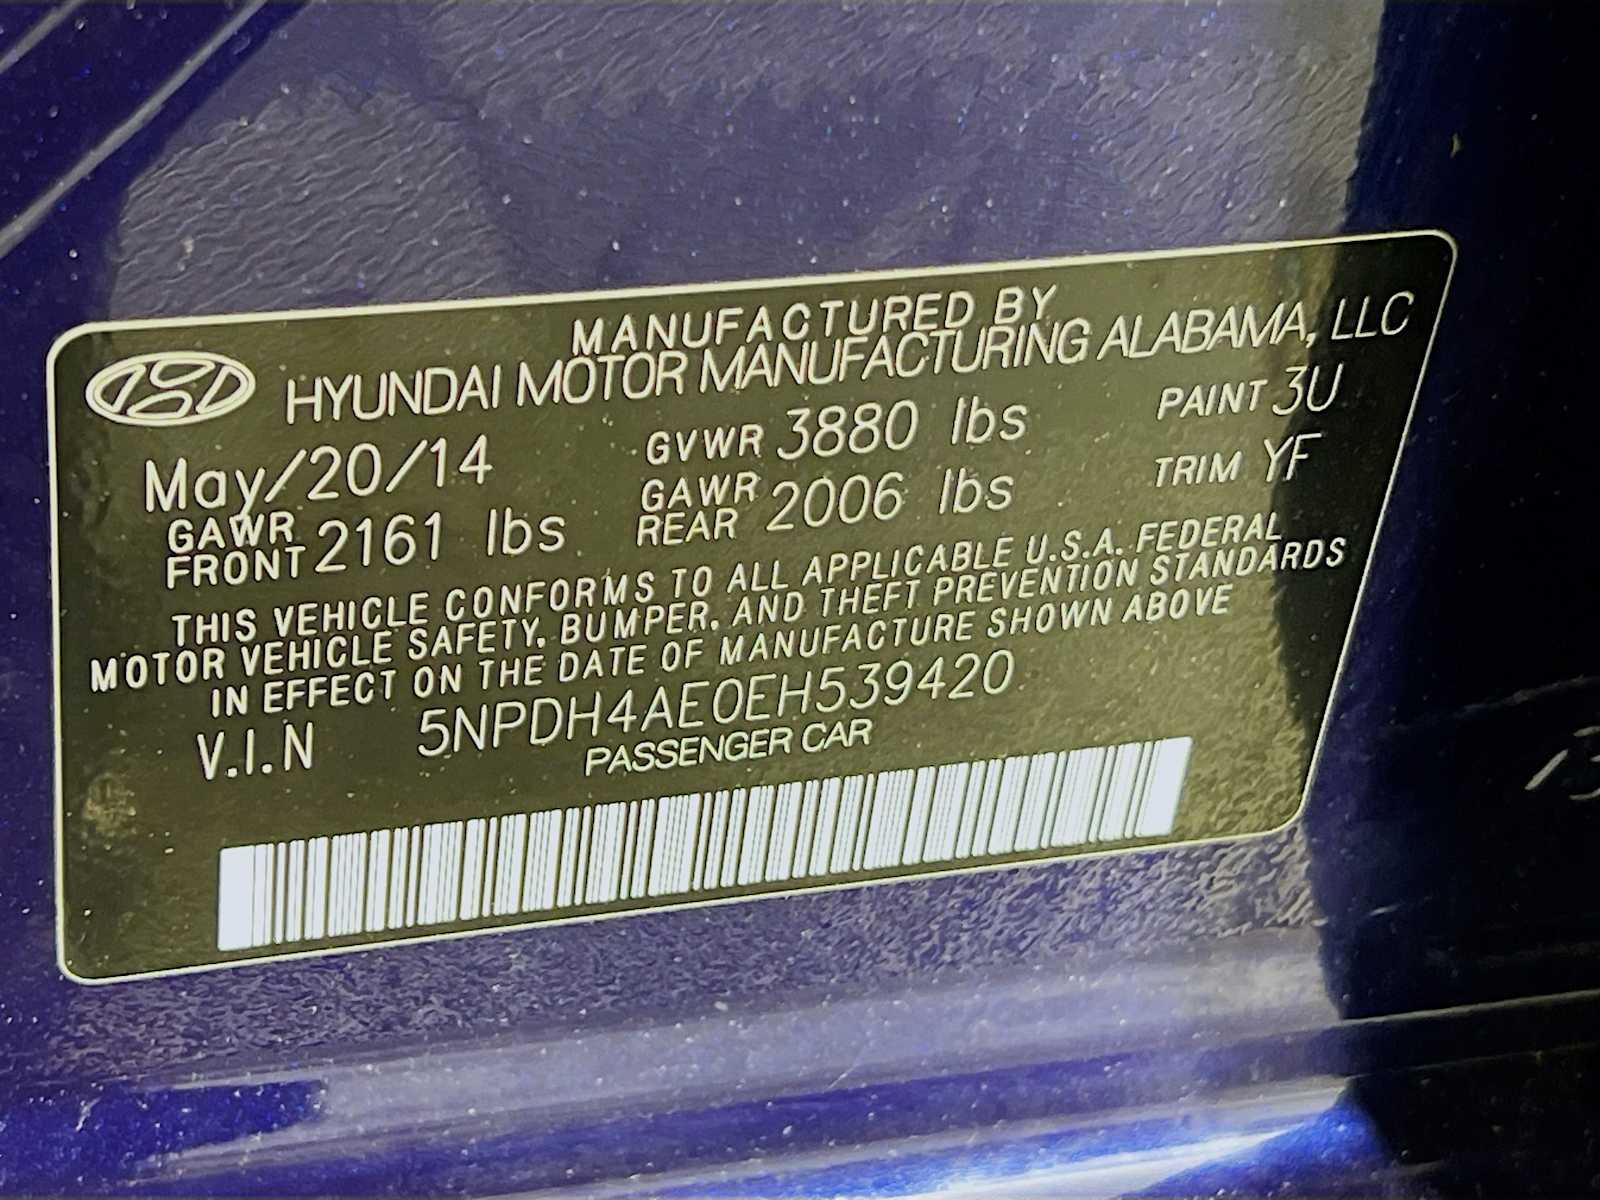 MANUFACTURED BY
HYUNDAI MOTOR MANUFACTURING ALABAMA, LLC
May/20/14 GVWR 3880 lbs PAINT 3U
GAWR FRONT 2161 lbs GAWR REAR 2006 lbs TRIM YF
THIS VEHICLE CONFORMS TO ALL APPLICABLE U.S.A. FEDERAL
MOTOR VEHICLE SAFETY, BUMPER, AND THEFT PREVENTION STANDARDS
IN EFFECT ON THE DATE OF MANUFACTURE SHOWN ABOVE
V.I.N 5NPDH4AE0EH539420
PASSENGER CAR